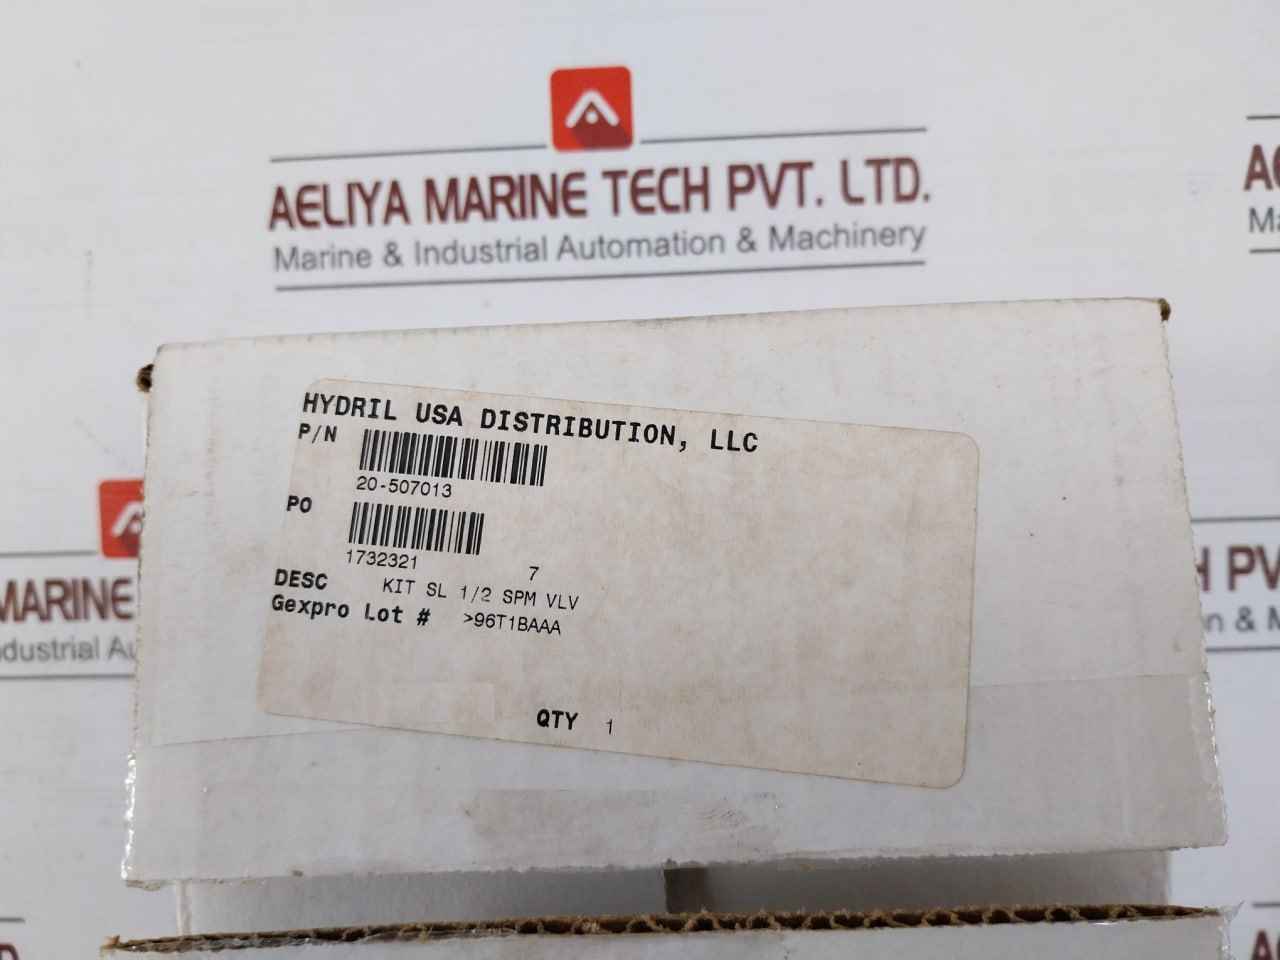 AELIYA MARINE TECH PVT. LTD.
Marine & Industrial Automation & Machinery
HYDRIL USA DISTRIBUTION, LLC
P/N
20-507013
PO
1732321 7
DESC KIT SL 1/2 SPM VLV
Gexpro Lot # >96T1BAAA
QTY 1
MARINE